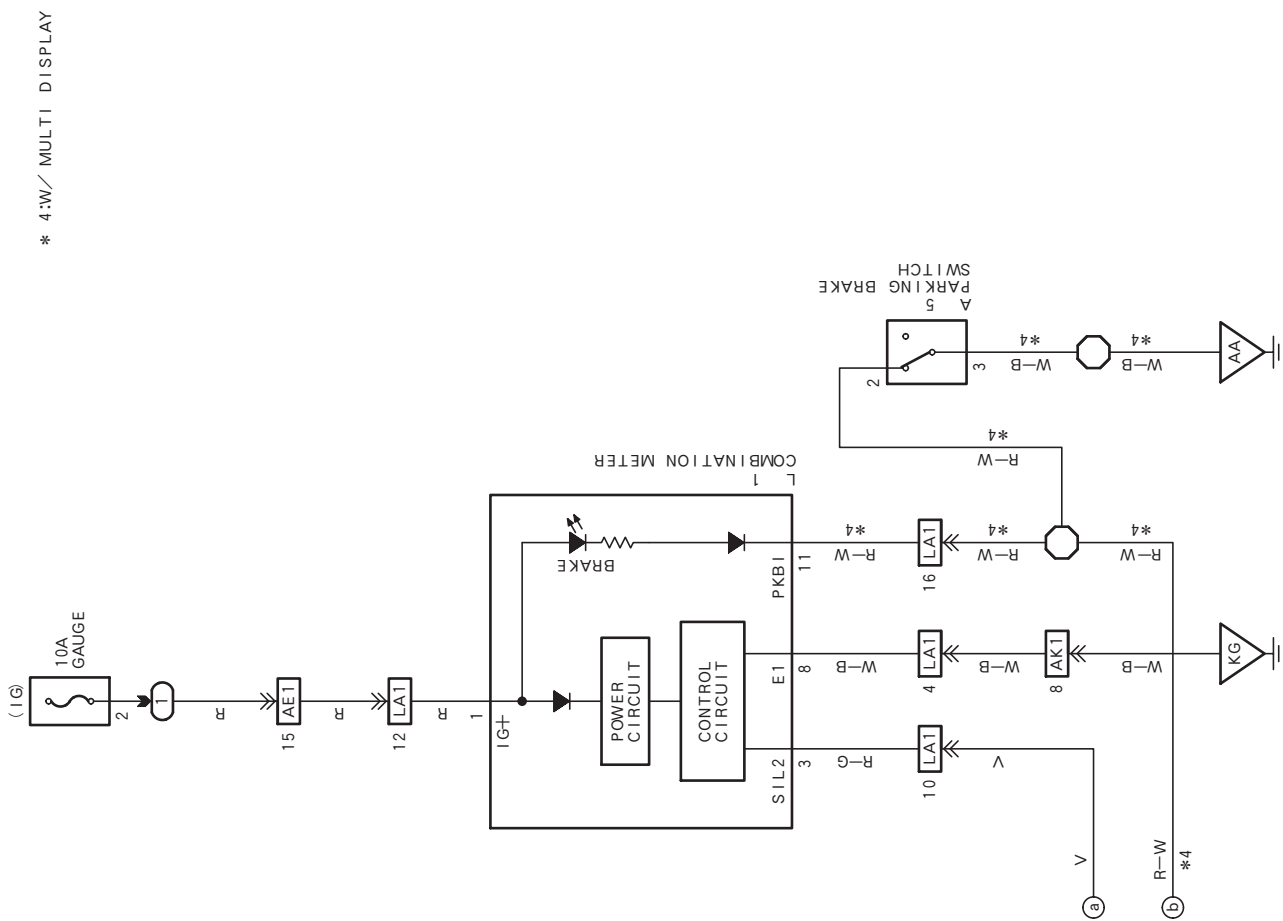 * 4:W/ MULTI DISPLAY
(IG)
10A
GAUGE
2
1
R
15 AE1
R
12 LA1
R
1
IG+
L 1
COMBINATION METER
BRAKE
POWER
CIRCUIT
CONTROL
CIRCUIT
SIL2
E1
PKBI
3
8
11
R-G
W-B
R-W
*4
10 LA1
4 LA1
16 LA1
V
W-B
R-W
*4
8 AK1
W-B
KG
R-W
*4
R-W
*4
A 5
PARKING BRAKE
SWITCH
2
3
W-B
*4
W-B
*4
AA
V
a
R-W
*4
b